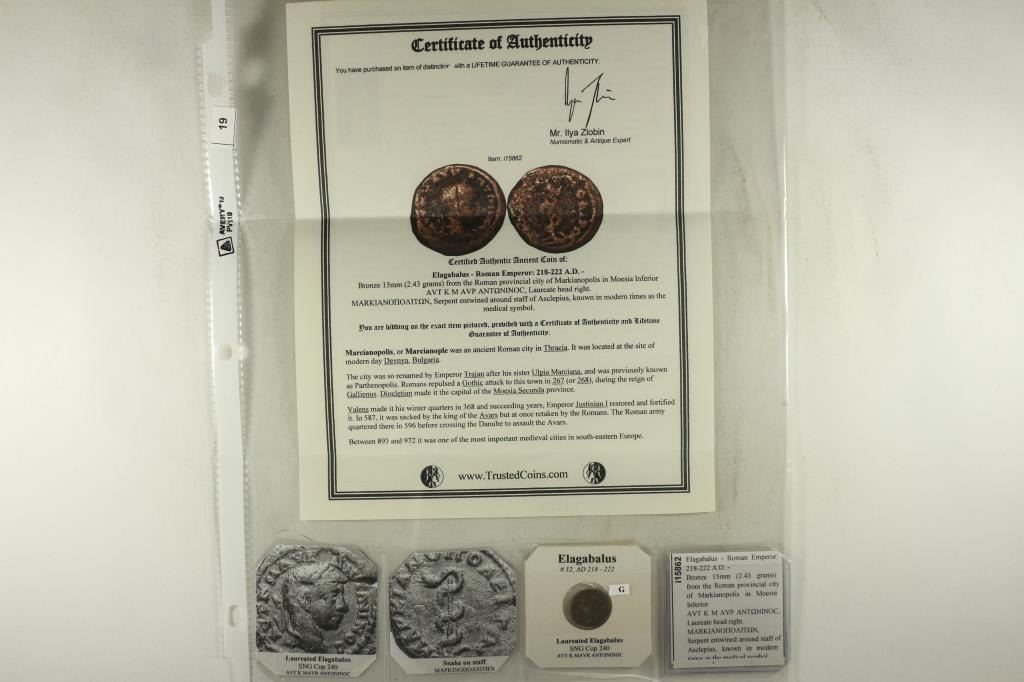 Certificate of Authenticity
You have purchased an item of distinction with a LIFETIME GUARANTEE OF AUTHENTICITY.
Mr. Ilya Zlobin
Numismatic & Antique Expert
Item: i15862
Certified Authentic Ancient Coin of:
Elagabalus - Roman Emperor: 218-222 A.D. -
Bronze 15mm (2.43 grams) from the Roman provincial city of Markianopolis in Moesia Inferior
AVT K M AVP ANTΩNINOC, Laureate head right.
MAPKIANOΠOΛITΩN, Serpent entwined around staff of Asclepius, known in modern times as the
medical symbol.
You are bidding on the exact item pictured, provided with a Certificate of Authenticity and Lifetime
Guarantee of Authenticity.
Marcianopolis, or Marcianople was an ancient Roman city in Thracia. It was located at the site of
modern day Devnya, Bulgaria.
The city was so renamed by Emperor Trajan after his sister Ulpia Marciana, and was previously known
as Parthenopolis. Romans repulsed a Gothic attack to this town in 267 (or 268), during the reign of
Gallienus. Diocletian made it the capital of the Moesia Secunda province.
Valens made it his winter quarters in 368 and succeeding years, Emperor Justinian I restored and fortified
it. In 587, it was sacked by the king of the Avars but at once retaken by the Romans. The Roman army
quartered there in 596 before crossing the Danube to assault the Avars.
Between 893 and 972 it was one of the most important medieval cities in south-eastern Europe.
www.TrustedCoins.com
19
AVERY
PV119
Laureated Elagabalus
SNG Cop 240
AVT K MAVR ANTONINOC
Snake on staff
MAPKINOΠOΛEITΩN
Elagabalus
# 32, AD 218 - 222
G
Laureated Elagabalus
SNG Cop 240
AVT K MAVR ANTONINOC
i15862
Elagabalus - Roman Emperor:
218-222 A.D. -
Bronze 15mm (2.43 grams)
from the Roman provincial city
of Markianopolis in Moesia
Inferior
AVT K M AVP ANTΩNINOC,
Laureate head right.
MAPKIANOΠOΛITΩN,
Serpent entwined around staff of
Asclepius, known in modern
times as the medical symbol